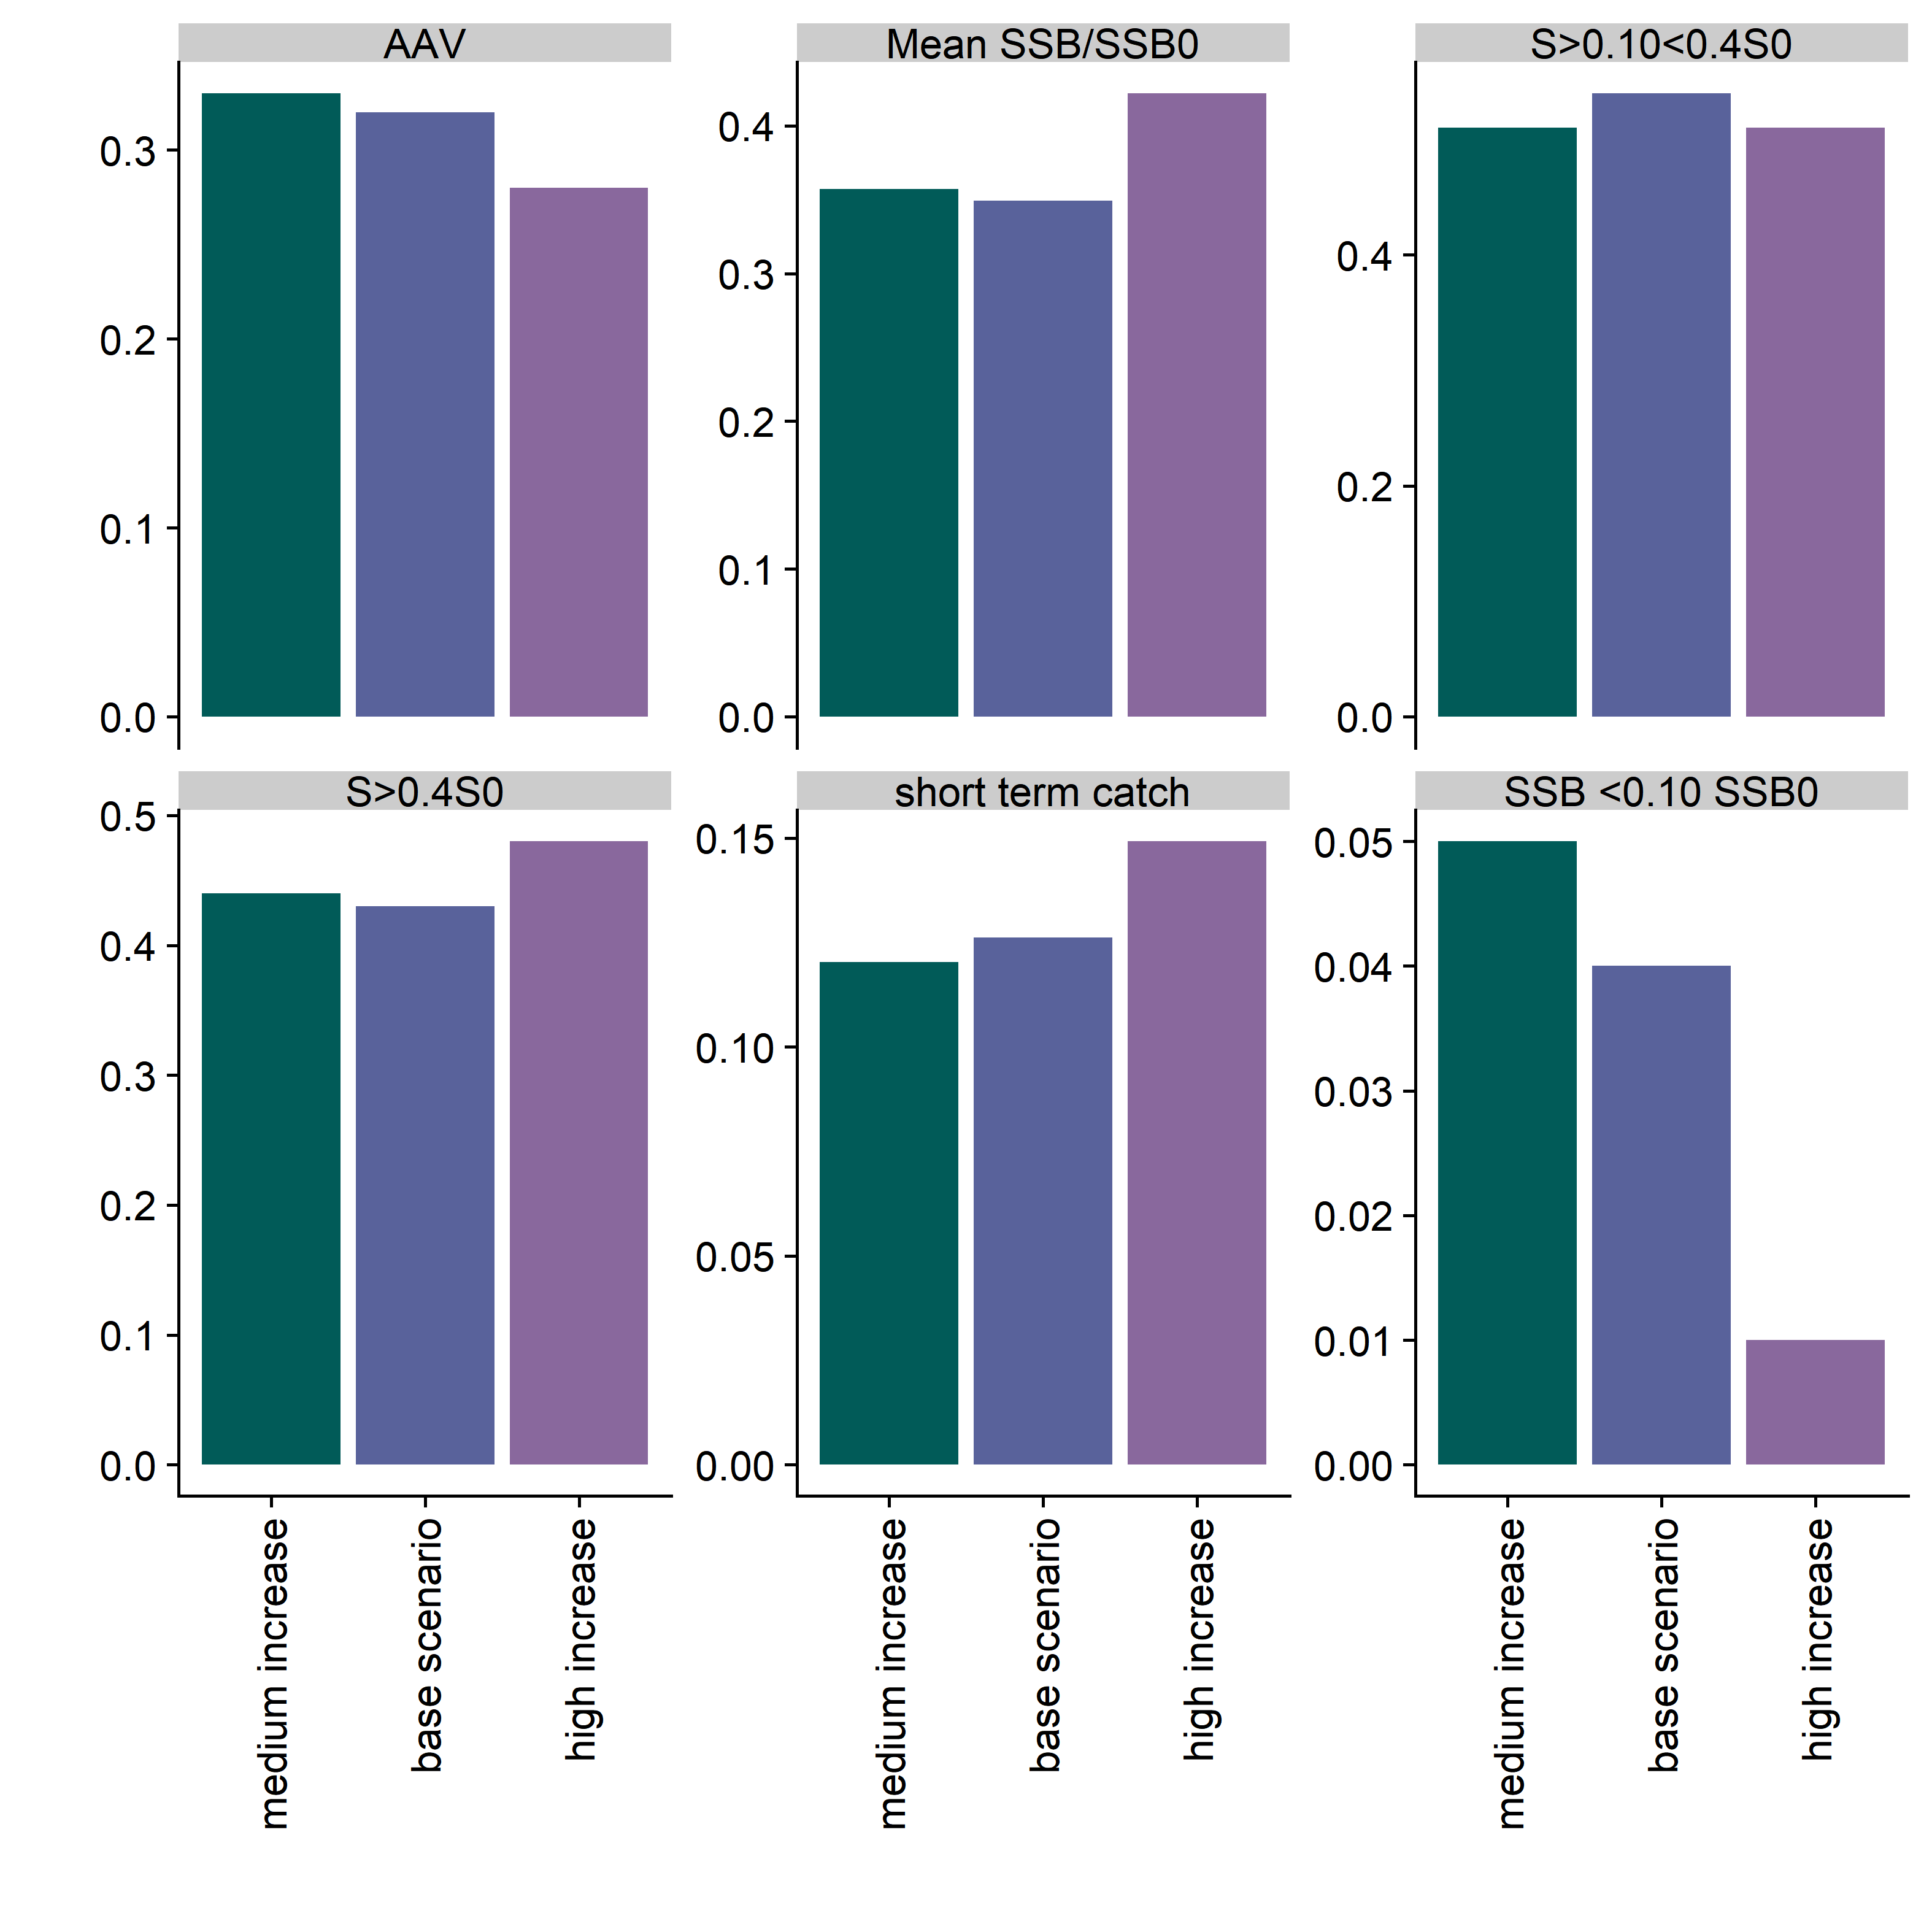 AAV
0.3
0.2
0.1
0.0
Mean SSB/SSB0
0.4
0.3
0.2
0.1
0.0
S>0.10<0.4S0
0.4
0.2
0.0
S>0.4S0
0.5
0.4
0.3
0.2
0.1
0.0
medium increase
base scenario
high increase
short term catch
0.15
0.10
0.05
0.00
medium increase
base scenario
high increase
SSB <0.10 SSB0
0.05
0.04
0.03
0.02
0.01
0.00
medium increase
base scenario
high increase